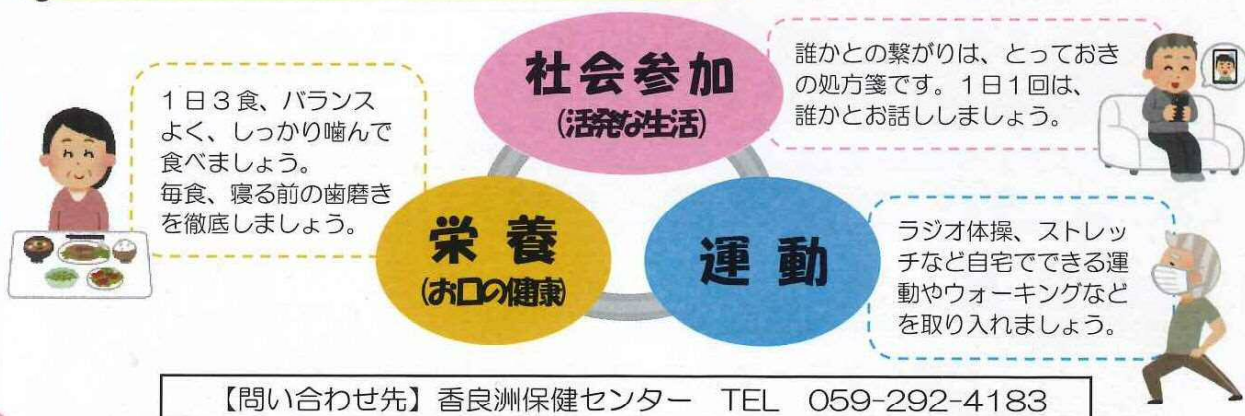 社会参加
(活発な生活)
誰かとの繋がりは、とっておき
の処方箋です。1日1回は、
誰かとお話ししましょう。
1日3食、バランス
よく、しっかり噛んで
食べましょう。
毎食、寝る前の歯磨き
を徹底しましょう。
栄養
(お口の健康)
運動
ラジオ体操、ストレッ
チなど自宅でできる運
動やウォーキングなど
を取り入れましょう。
【問い合わせ先】香良洲保健センター TEL 059-292-4183